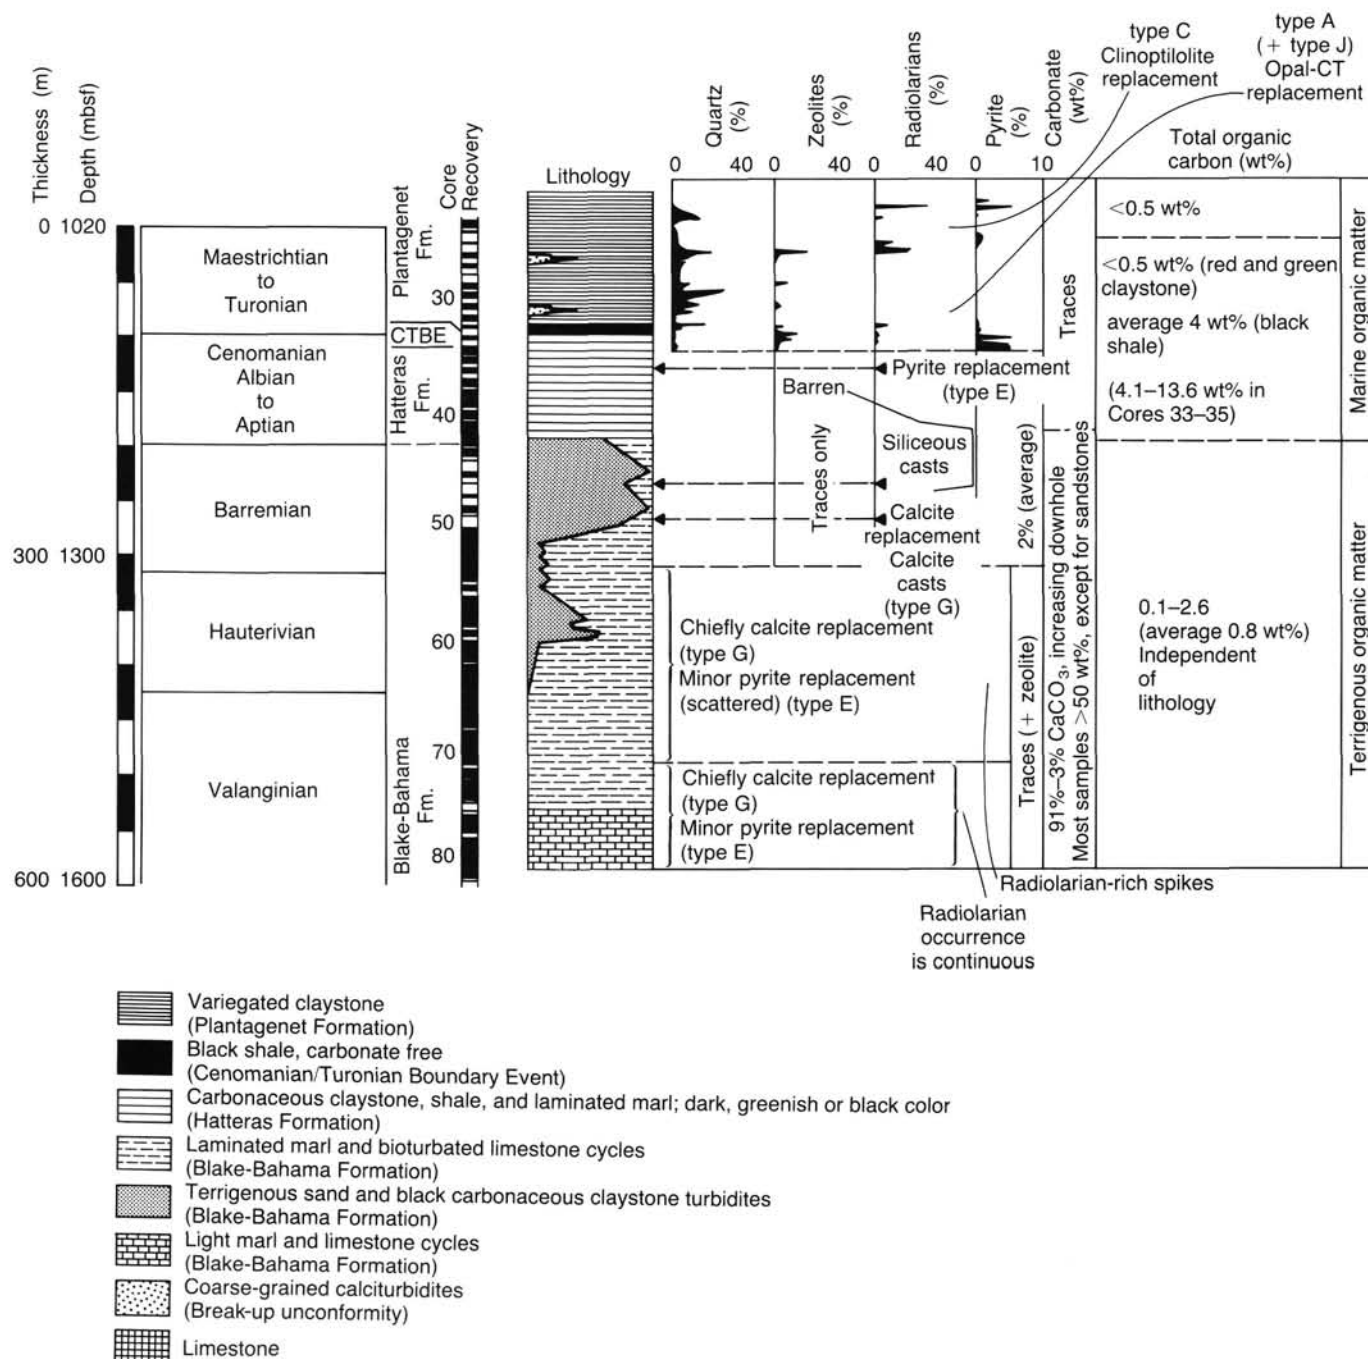 Thickness (m)
Depth (mbsf)
Core
Recovery
Lithology
Quartz
(%)
Zeolites
(%)
Radiolarians
(%)
Pyrite
(%)
Carbonate
(wt%)
type C
Clinoptilolite
replacement
type A
(+ type J)
Opal-CT
replacement
Total organic
carbon (wt%)
0 40
0 40
0 40
0 10
0 1020
300 1300
600 1600
Maestrichtian
to
Turonian
Cenomanian
Albian
to
Aptian
Barremian
Hauterivian
Valanginian
Plantagenet
Fm.
CTBE
Hatteras
Fm.
Blake-Bahama
Fm.
30
40
50
60
70
80
Traces
<0.5 wt%
<0.5 wt% (red and green
claystone)
average 4 wt% (black
shale)
(4.1–13.6 wt% in
Cores 33–35)
Marine organic matter
Pyrite replacement
(type E)
Barren
Siliceous
casts
Traces only
Calcite
replacement
Calcite
casts
(type G)
2% (average)
Chiefly calcite replacement
(type G)
Minor pyrite replacement
(scattered) (type E)
Chiefly calcite replacement
(type G)
Minor pyrite replacement
(type E)
Traces (+ zeolite)
91%–3% CaCO₃, increasing downhole
Most samples >50 wt%, except for sandstones
0.1–2.6
(average 0.8 wt%)
Independent
of
lithology
Terrigenous organic matter
Radiolarian-rich spikes
Radiolarian
occurrence
is continuous
Variegated claystone
(Plantagenet Formation)
Black shale, carbonate free
(Cenomanian/Turonian Boundary Event)
Carbonaceous claystone, shale, and laminated marl; dark, greenish or black color
(Hatteras Formation)
Laminated marl and bioturbated limestone cycles
(Blake-Bahama Formation)
Terrigenous sand and black carbonaceous claystone turbidites
(Blake-Bahama Formation)
Light marl and limestone cycles
(Blake-Bahama Formation)
Coarse-grained calciturbidites
(Break-up unconformity)
Limestone